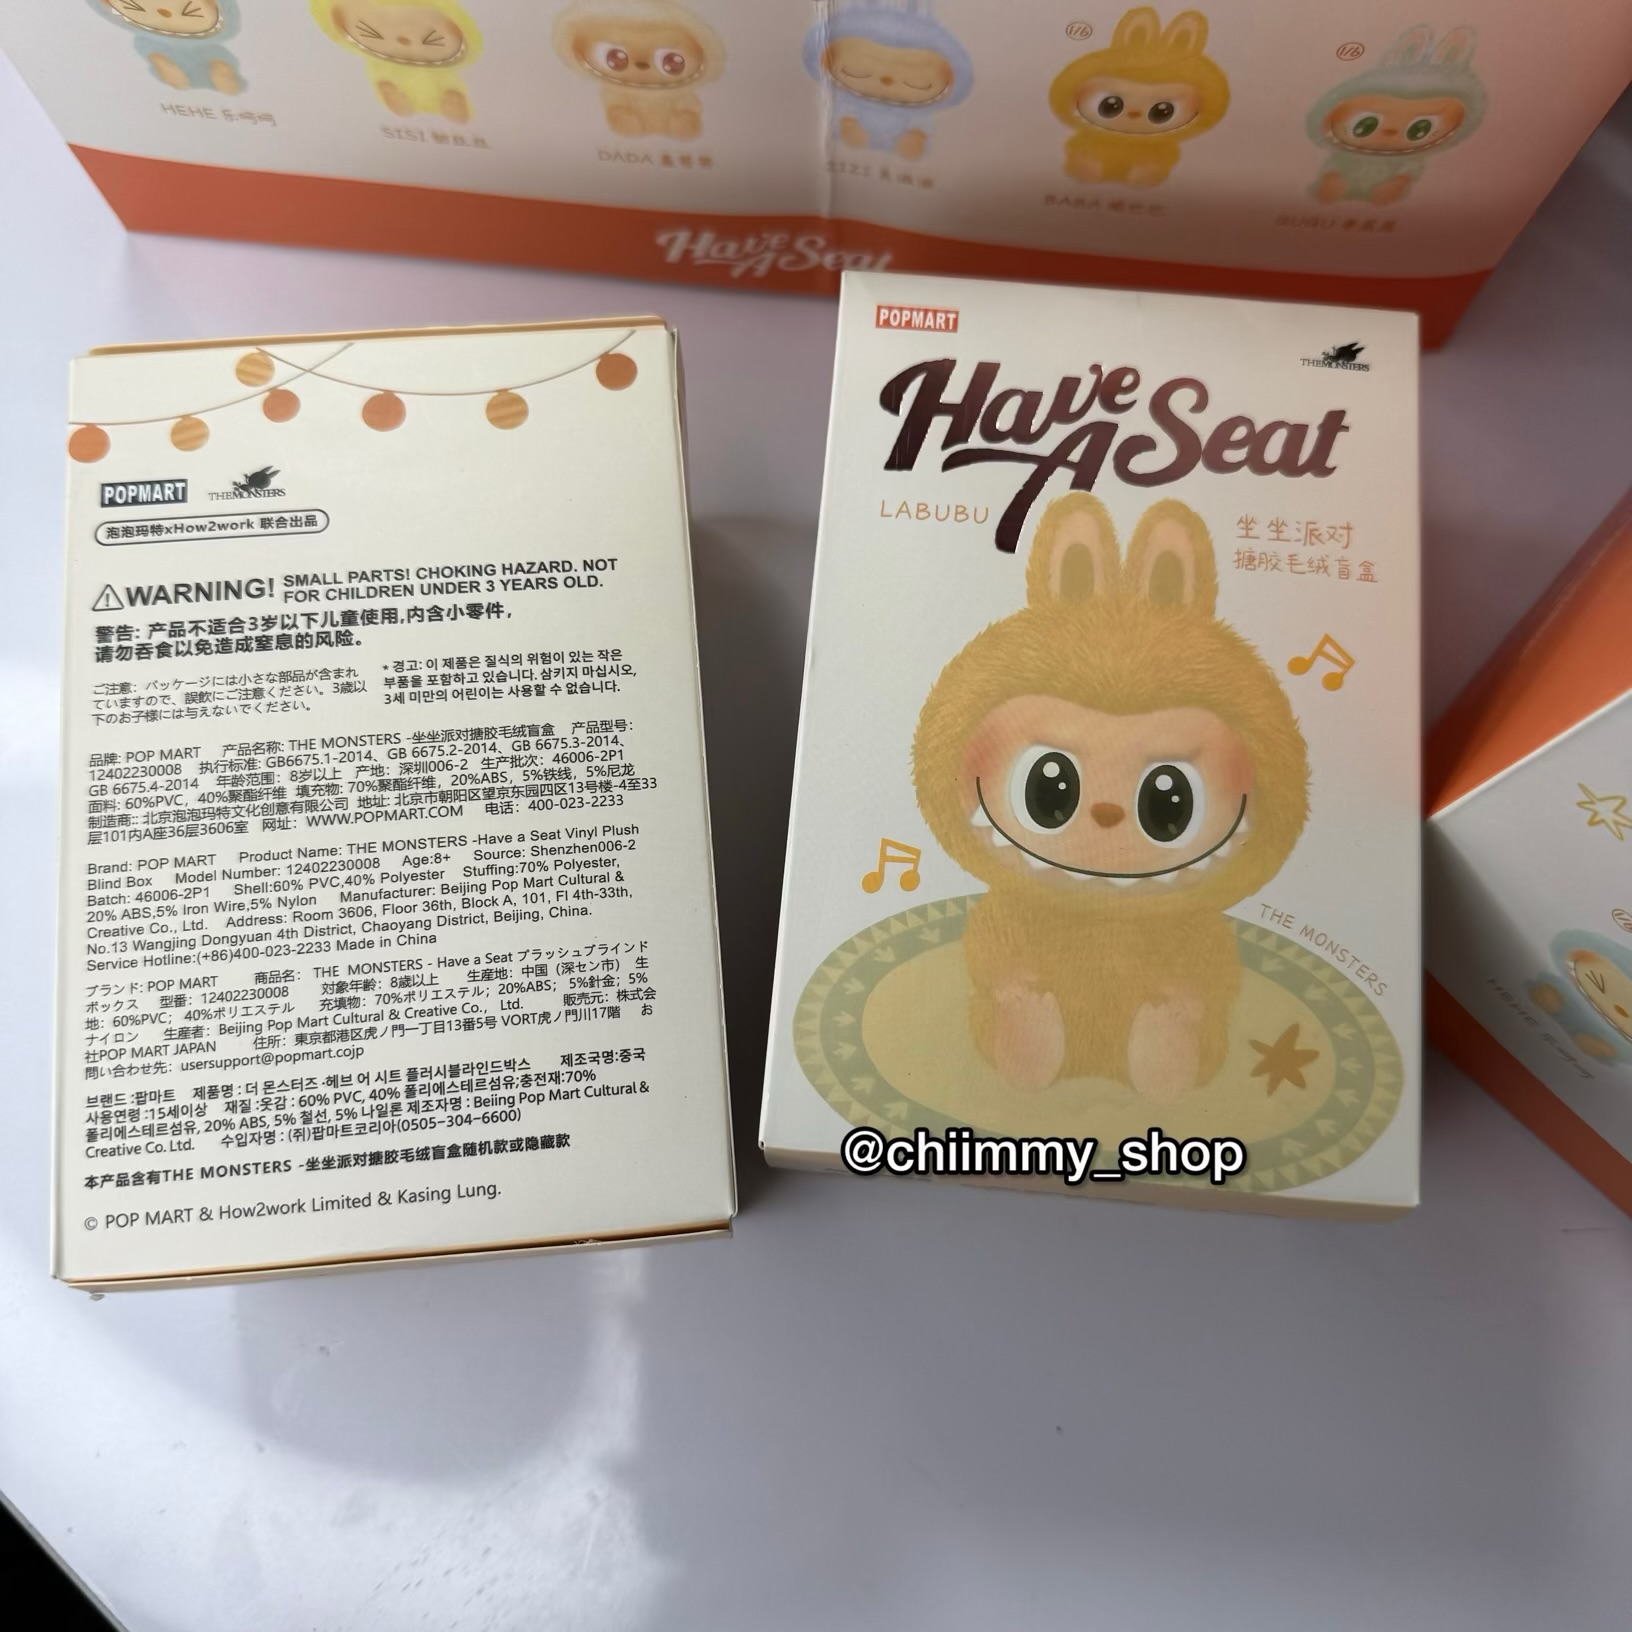 HEHE 乐呵呵
SISI
DADA
ZIZI 美滋滋
BABA
GUGU
1/6
1/6
Have A Seat
POPMART
THE MONSTERS
泡泡玛特xHow2work 联合出品
WARNING! SMALL PARTS! CHOKING HAZARD. NOT
FOR CHILDREN UNDER 3 YEARS OLD.
警告: 产品不适合3岁以下儿童使用,内含小零件,
请勿吞食以免造成窒息的风险。
ご注意：パッケージには小さな部品が含まれ
ていますので、誤飲にご注意ください。3歳以
下のお子様には与えないでください。
* 경고: 이 제품은 질식의 위험이 있는 작은
부품을 포함하고 있습니다. 삼키지 마십시오,
3세 미만의 어린이는 사용할 수 없습니다.
品牌: POP MART 产品名称: THE MONSTERS -坐坐派对搪胶毛绒盲盒 产品型号:
12402230008 执行标准: GB6675.1-2014、GB 6675.2-2014、GB 6675.3-2014、
GB 6675.4-2014 年龄范围: 8岁以上 产地: 深圳006-2 生产批次: 46006-2P1
面料: 60%PVC，40%聚酯纤维 填充物: 70%聚酯纤维，20%ABS，5%铁线，5%尼龙
制造商:: 北京泡泡玛特文化创意有限公司 地址: 北京市朝阳区望京东园四区13号楼-4至33
层101内A座36层3606室 网址: WWW.POPMART.COM 电话: 400-023-2233
Brand: POP MART Product Name: THE MONSTERS -Have a Seat Vinyl Plush
Blind Box Model Number: 12402230008 Age:8+ Source: Shenzhen006-2
Batch: 46006-2P1 Shell:60% PVC,40% Polyester Stuffing:70% Polyester,
20% ABS,5% Iron Wire,5% Nylon Manufacturer: Beijing Pop Mart Cultural &
Creative Co., Ltd. Address: Room 3606, Floor 36th, Block A, 101, Fl 4th-33th,
No.13 Wangjing Dongyuan 4th District, Chaoyang District, Beijing, China.
Service Hotline:(+86)400-023-2233 Made in China
ブランド: POP MART 商品名： THE MONSTERS - Have a Seat プラッシュブラインド
ボックス 型番：12402230008 対象年齢：8歳以上 生産地：中国（深セン市） 生
地：60%PVC；40%ポリエステル 充填物：70%ポリエステル；20%ABS；5%針金；5%
ナイロン 生産者：Beijing Pop Mart Cultural & Creative Co., Ltd. 販売元：株式会
社POP MART JAPAN 住所：東京都港区虎ノ門一丁目13番5号 VORT虎ノ門川17階 お
問い合わせ先：usersupport@popmart.cojp
브랜드 :팝마트 제품명 : 더 몬스터즈 ·헤브 어 시트 플러시블라인드박스 제조국명:중국
사용연령 :15세이상 재질 :옷감 : 60% PVC, 40% 폴리에스테르섬유;충전재:70%
폴리에스테르섬유, 20% ABS, 5% 철선, 5% 나일론 제조자명 : Beiing Pop Mart Cultural &
Creative Co.Ltd. 수입자명 : (쥐)팝마트코리아(0505-304-6600)
本产品含有THE MONSTERS -坐坐派对搪胶毛绒盲盒随机款或隐藏款
© POP MART & How2work Limited & Kasing Lung.
POPMART
THE MONSTERS
Have A Seat
LABUBU
坐坐派对
搪胶毛绒盲盒
THE MONSTERS
@chiimmy_shop
HEHE 乐呵呵